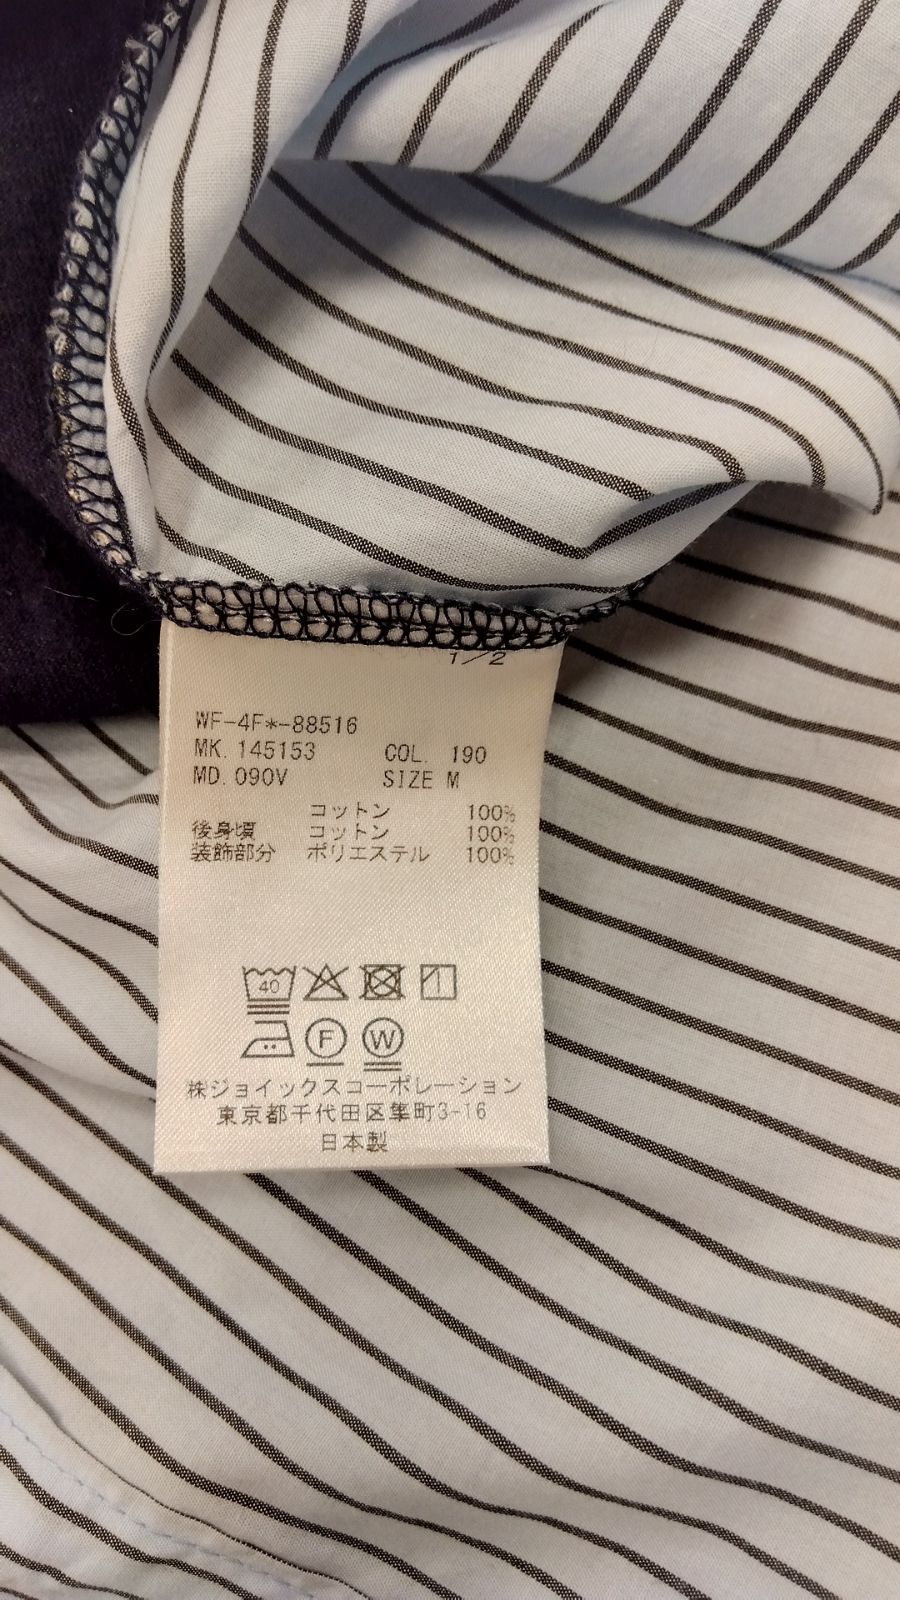 1/2
WF-4F*-88516
MK. 145153 COL. 190
MD. 090V SIZE M
コットン 100%
後身頃 コットン 100%
装飾部分 ポリエステル 100%
40
F W
㈱ジョイックスコーポレーション
東京都千代田区隼町3-16
日本製